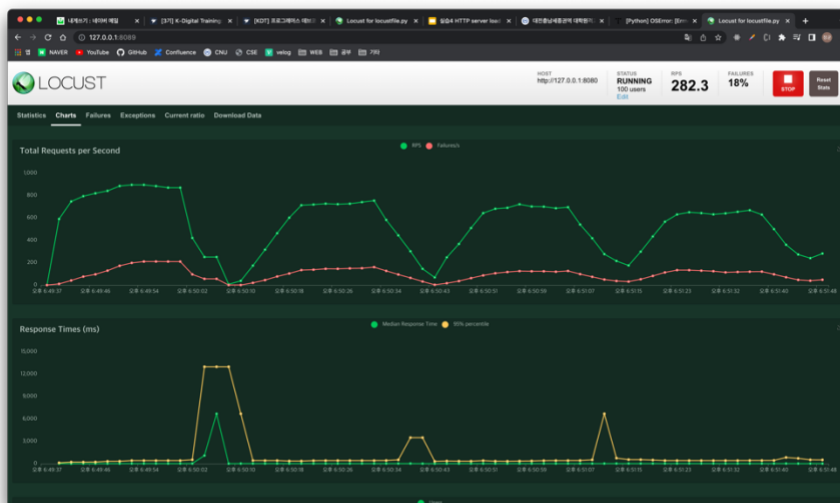 내게쓰기 : 네이버 메일
[3기] K-Digital Training
[KDT] 프로그래머스 데브
Locust for locustfile.py
실습4 HTTP server load
대전충남세종권역 대학원
[Python] OSError: [Errn
Locust for locustfile.py
127.0.0.1:8089
앱
NAVER
YouTube
GitHub
Confluence
CNU
CSE
velog
WEB
공부
기타
LOCUST
HOST
http://127.0.0.1:8080
STATUS
RUNNING
100 users
Edit
RPS
282.3
FAILURES
18%
STOP
Reset
Stats
Statistics Charts Failures Exceptions Current ratio Download Data
Total Requests per Second
RPS Failures/s
1,000
800
600
400
200
0
오후 6:49:37 오후 6:49:46 오후 6:49:54 오후 6:50:02 오후 6:50:10 오후 6:50:18 오후 6:50:26 오후 6:50:34 오후 6:50:43 오후 6:50:51 오후 6:50:59 오후 6:51:07 오후 6:51:15 오후 6:51:23 오후 6:51:32 오후 6:51:40 오후 6:51:48
Response Times (ms)
Median Response Time 95% percentile
15,000
12,000
9,000
6,000
3,000
0
오후 6:49:37 오후 6:49:46 오후 6:49:54 오후 6:50:02 오후 6:50:10 오후 6:50:18 오후 6:50:26 오후 6:50:34 오후 6:50:43 오후 6:50:51 오후 6:50:59 오후 6:51:07 오후 6:51:15 오후 6:51:23 오후 6:51:32 오후 6:51:40 오후 6:51:48